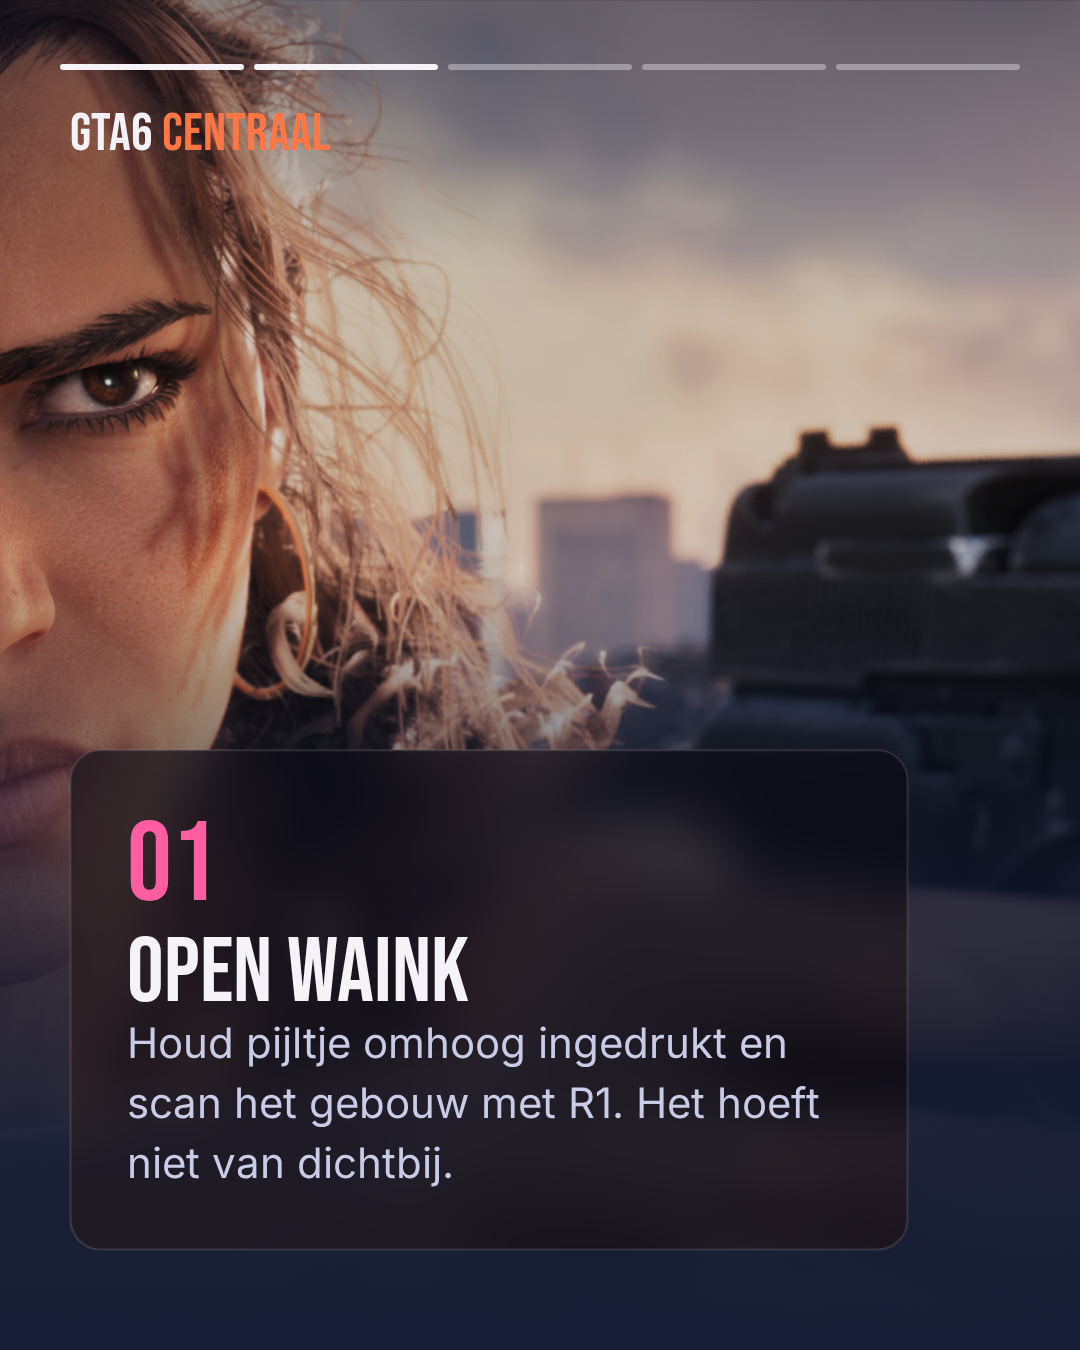 GTA6 CENTRAAL
01
OPEN WAINK
Houd pijltje omhoog ingedrukt en
scan het gebouw met R1. Het hoeft
niet van dichtbij.